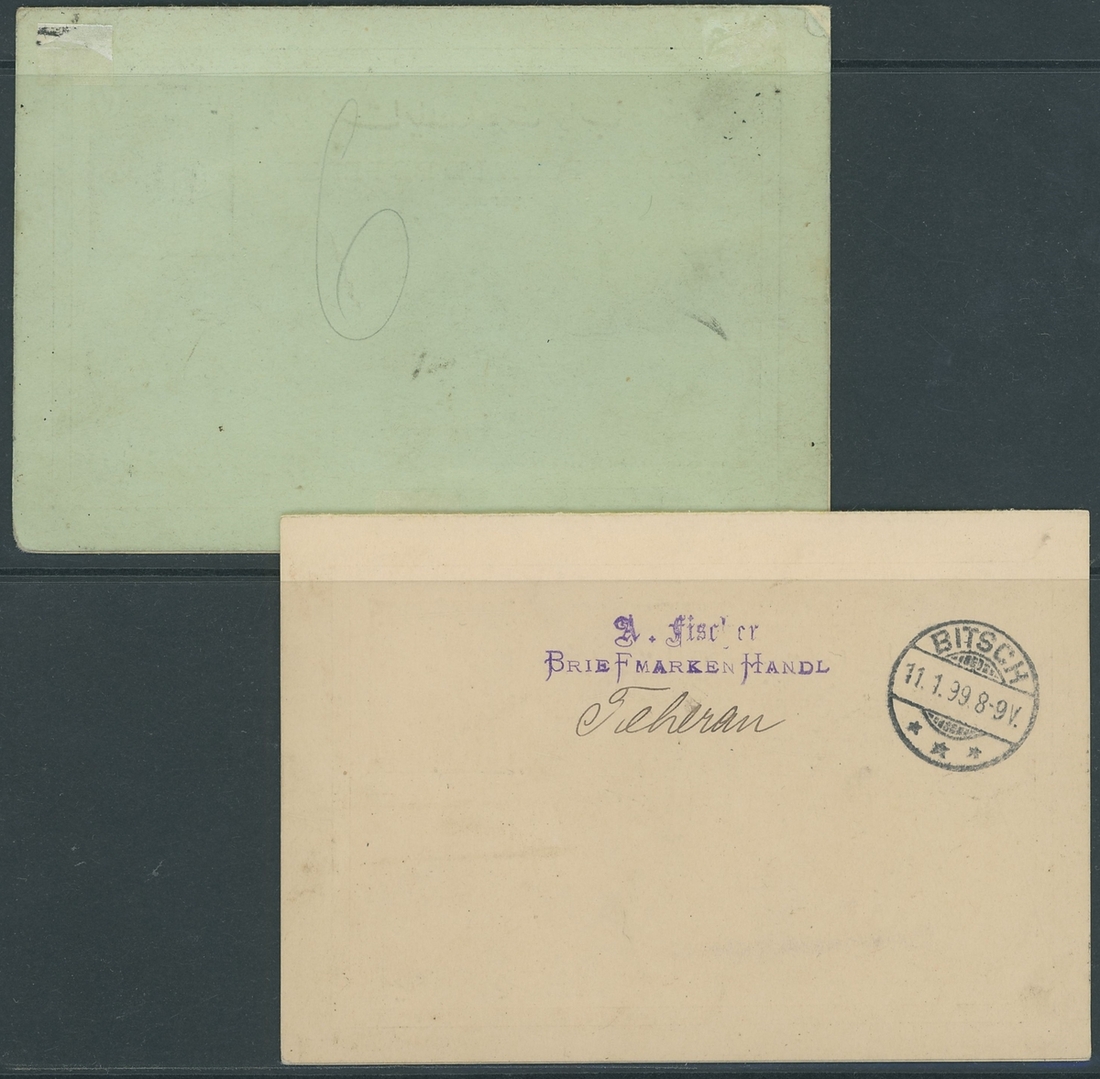 6
A. Fischer
BRIEFMARKEN HANDL
Teheran
BITSCH
11.1.99.8-9V.